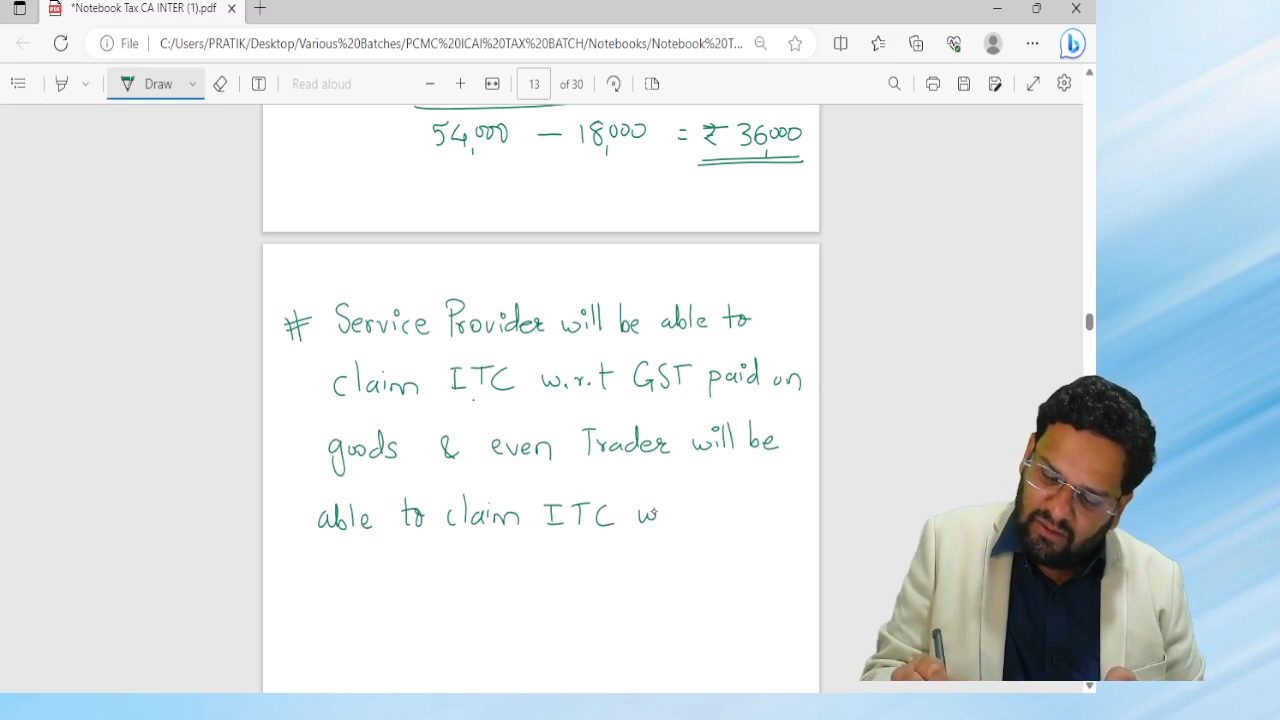 *Notebook Tax CA INTER (1).pdf
File
C:/Users/PRATIK/Desktop/Various%20Batches/PCMC%20ICAI%20TAX%20BATCH/Notebooks/Notebook%20T...
Draw
Read aloud
13 of 30
54,000 – 18,000 = ₹ 36,000
# Service Provider will be able to
claim ITC w.r.t GST paid on
goods & even Trader will be
able to claim ITC w